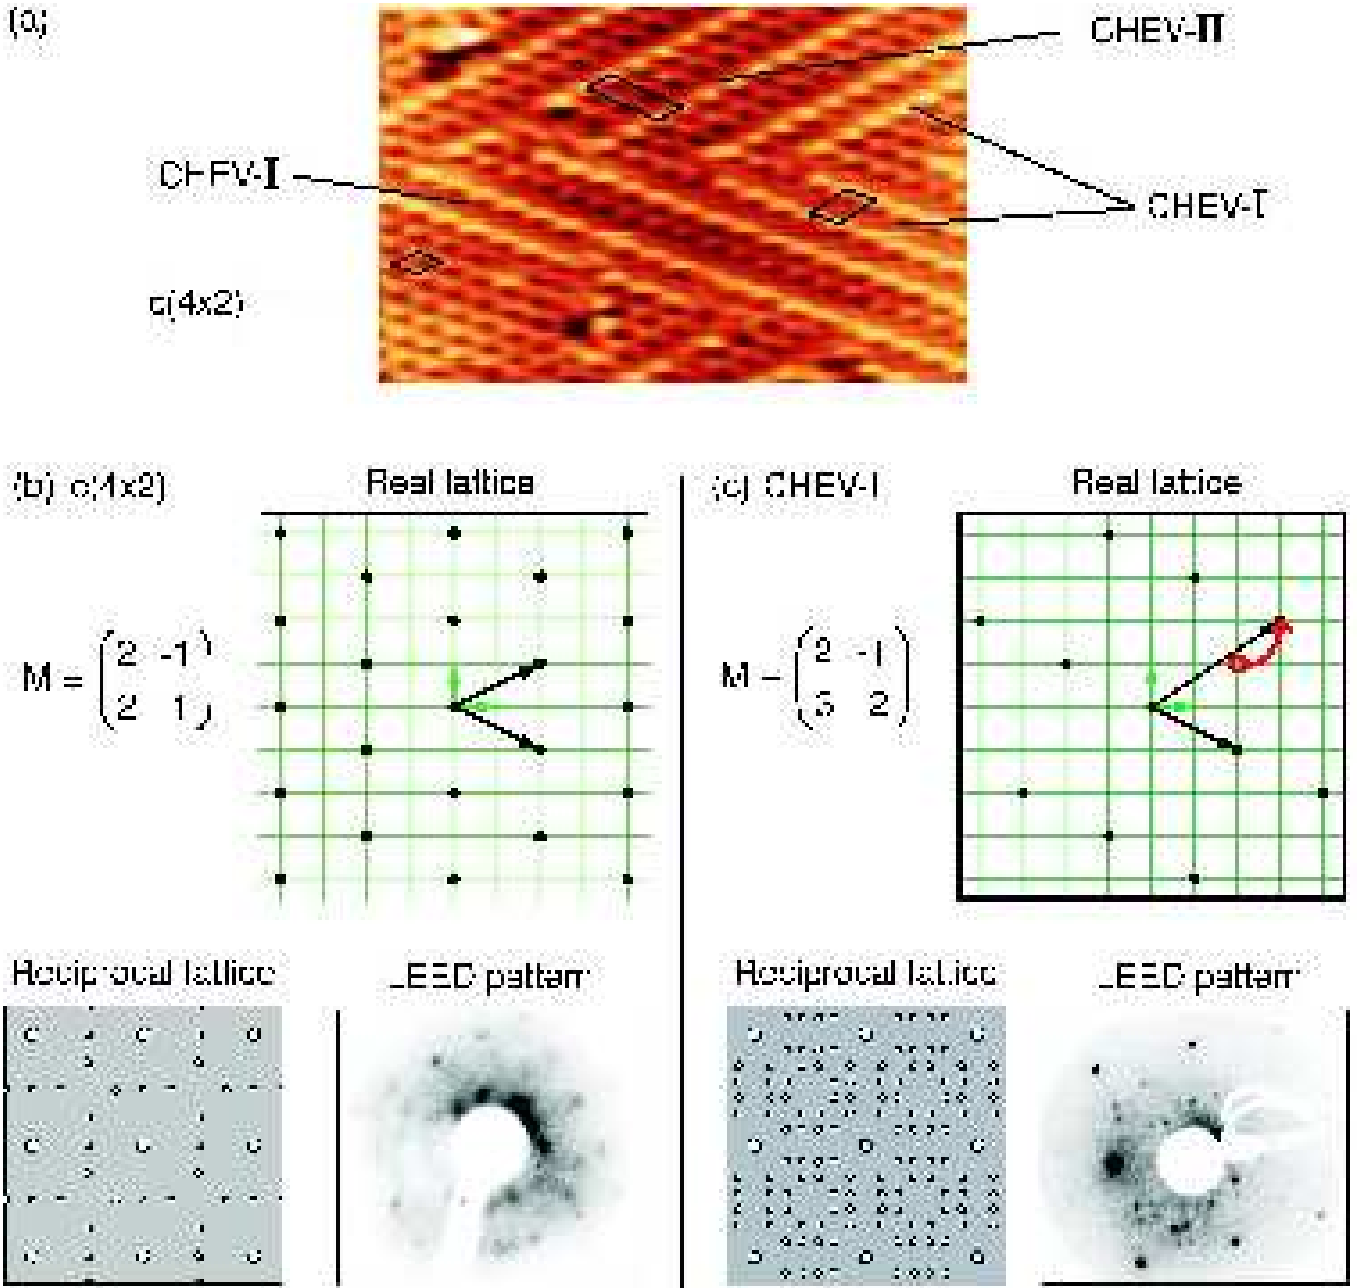 (a)
CHEV-II
CHEV-I
CHEV-I
c(4x2)
(b) c(4x2)
Real lattice
M = (2 -1
2 1)
Reciprocal lattice
LEED pattern
(c) CHEV-I
Real lattice
M = (2 -1
3 2)
Reciprocal lattice
LEED pattern